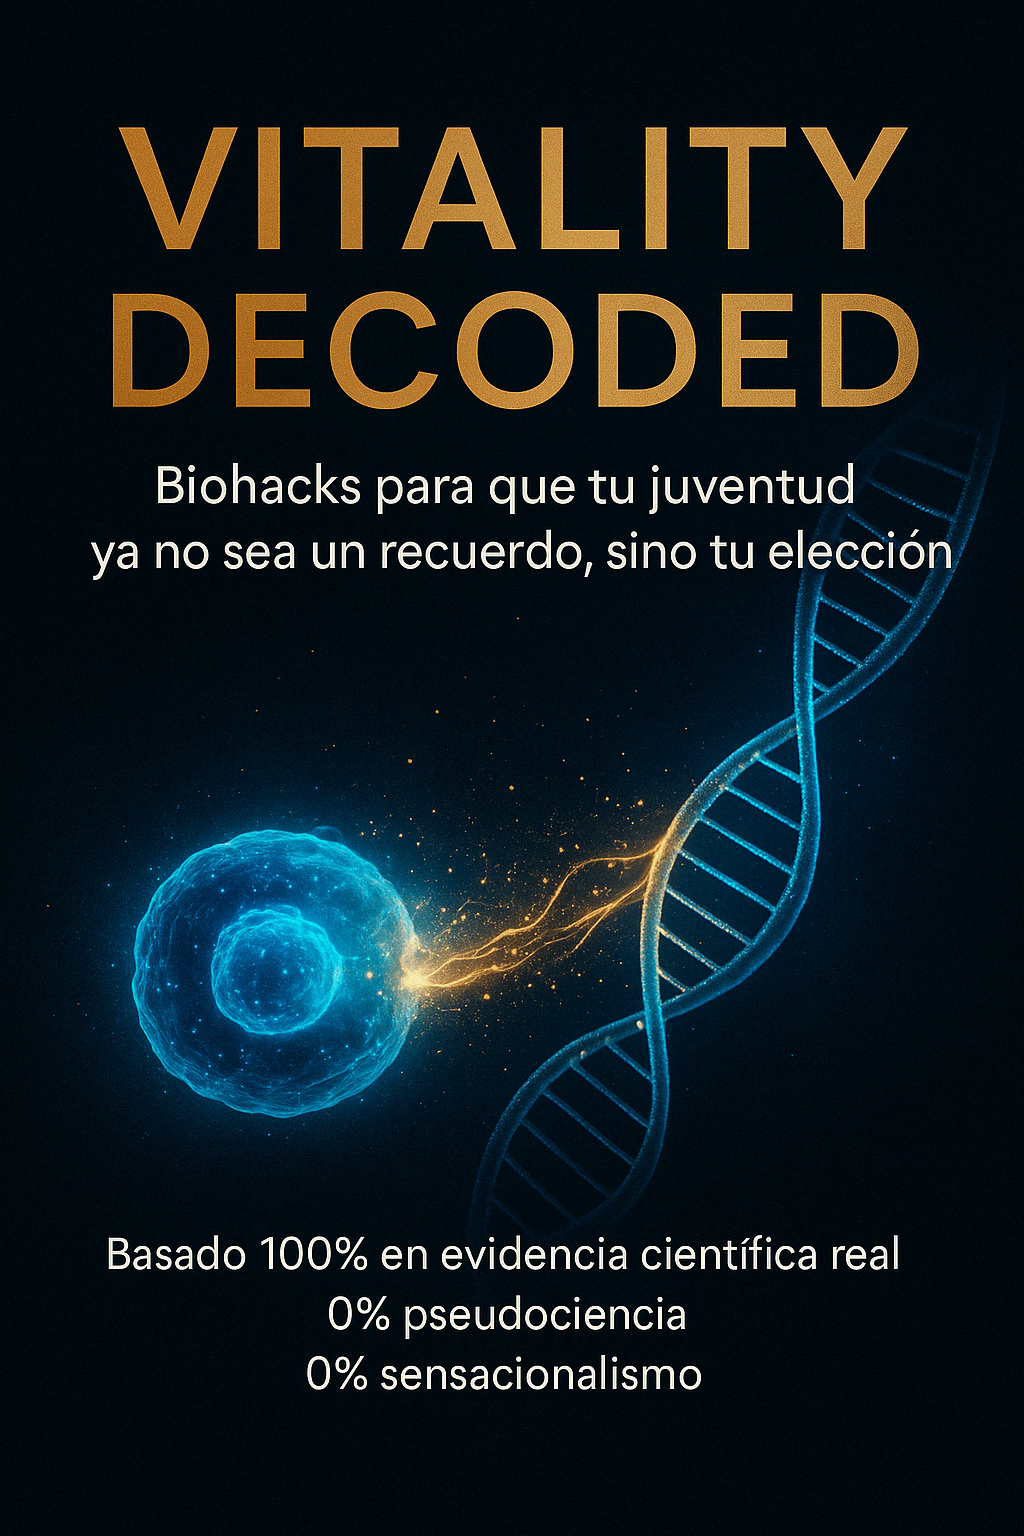 VITALITY
DECODED
Biohacks para que tu juventud
ya no sea un recuerdo, sino tu elección
Basado 100% en evidencia científica real
0% pseudociencia
0% sensacionalismo